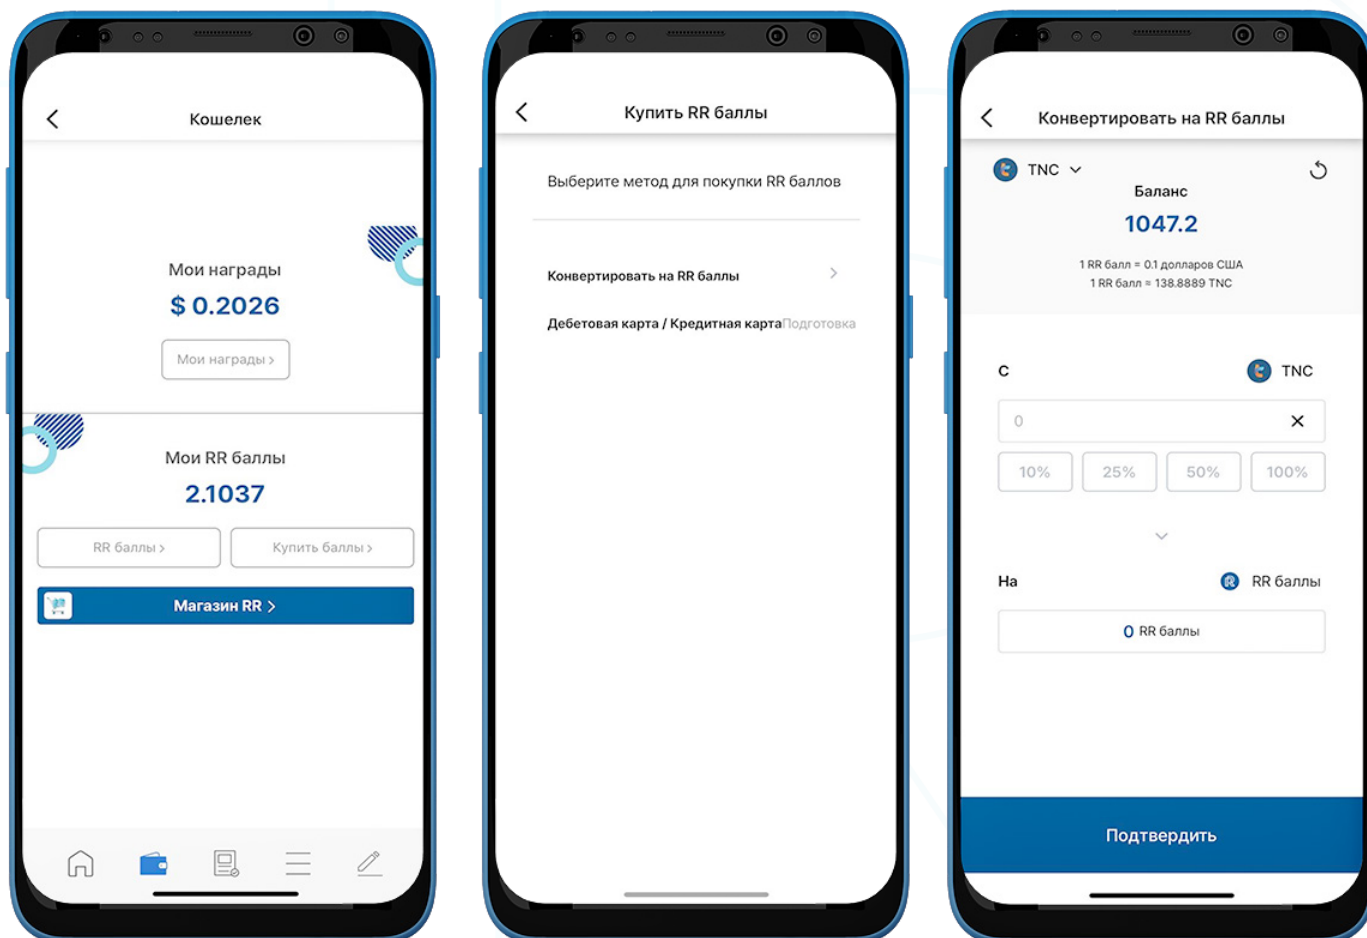 Кошелек
Мои награды
$ 0.2026
Мои награды >
Мои RR баллы
2.1037
RR баллы >
Купить баллы >
Магазин RR >
Купить RR баллы
Выберите метод для покупки RR баллов
Конвертировать на RR баллы
Дебетовая карта / Кредитная карта Подготовка
Конвертировать на RR баллы
TNC
Баланс
1047.2
1 RR балл = 0.1 долларов США
1 RR балл = 138.8889 TNC
С
TNC
0
10% 25% 50% 100%
На
RR баллы
0 RR баллы
Подтвердить